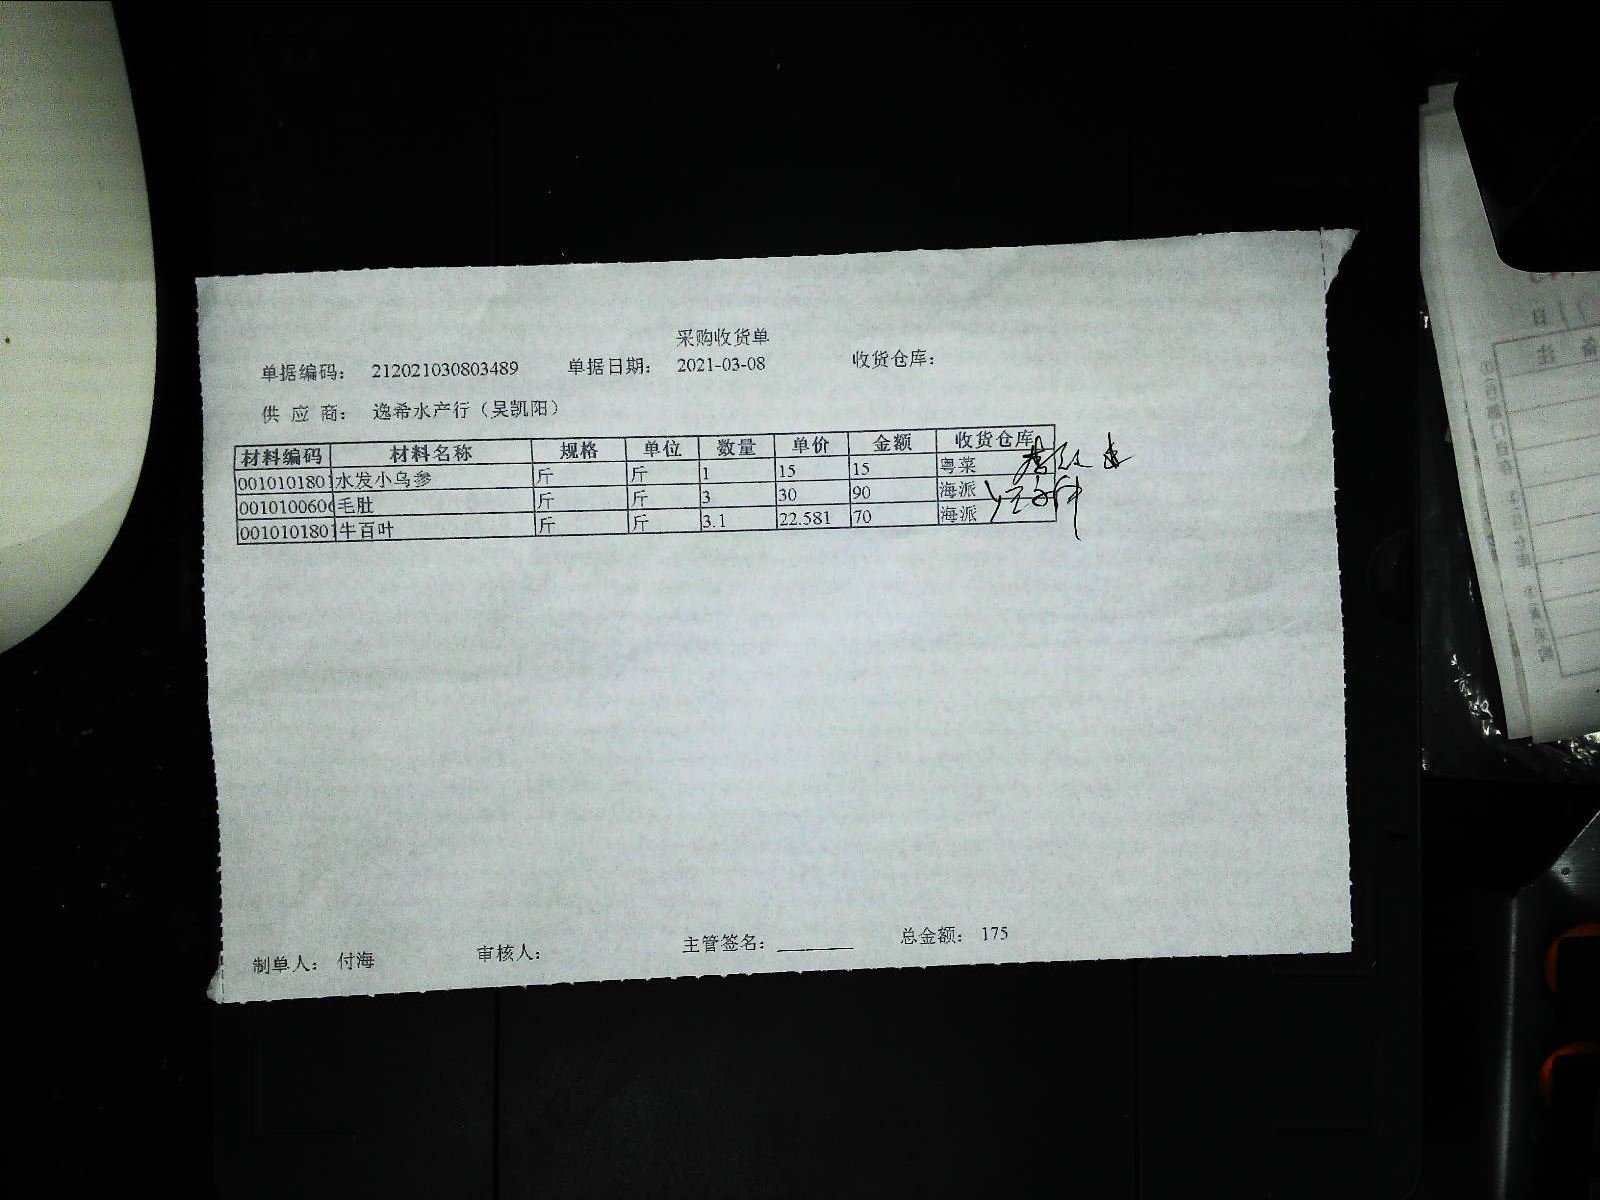 采购收货单
单据编码： 212021030803489 单据日期： 2021-03-08 收货仓库：
供 应 商： 逸希水产行（吴凯阳）
材料编码 材料名称 规格 单位 数量 单价 金额 收货仓库
0010101801 水发小乌参 斤 斤 1 15 15 粤菜
001010060 毛肚 斤 斤 3 30 90 海派
0010101801 牛百叶 斤 斤 3.1 22.581 70 海派
制单人： 付海 审核人： 主管签名： 总金额： 175